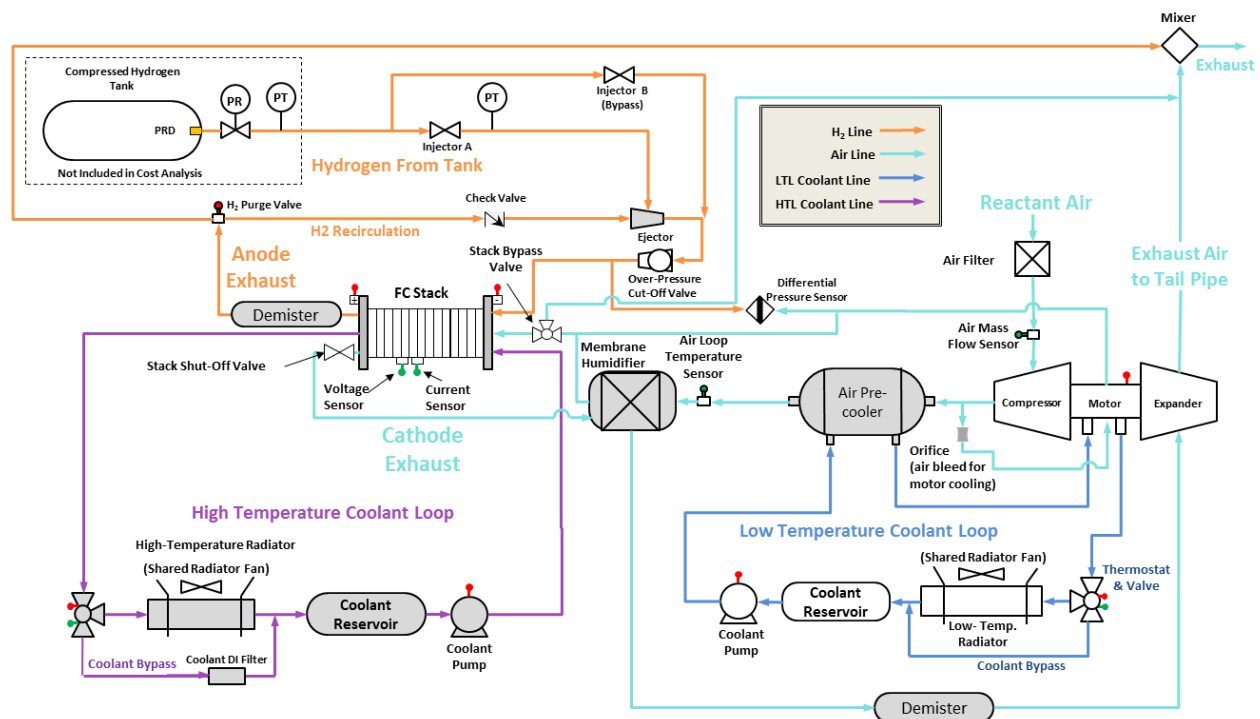 Mixer
Exhaust
Compressed Hydrogen
Tank
PR
PT
PRD
Not Included in Cost Analysis
Injector A
PT
Injector B
(Bypass)
Hydrogen From Tank
H₂ Line
Air Line
LTL Coolant Line
HTL Coolant Line
H₂ Purge Valve
Check Valve
H2 Recirculation
Ejector
Stack Bypass
Valve
Over-Pressure
Cut-Off Valve
Anode
Exhaust
Reactant Air
Air Filter
Exhaust Air
to Tail Pipe
FC Stack
+
-
Demister
Differential
Pressure Sensor
Air Mass
Flow Sensor
Stack Shut-Off Valve
Voltage
Sensor
Current
Sensor
Membrane
Humidifier
Air Loop
Temperature
Sensor
Air Pre-
cooler
Compressor
Motor
Expander
Cathode
Exhaust
Orifice
(air bleed for
motor cooling)
High Temperature Coolant Loop
Low Temperature Coolant Loop
High-Temperature Radiator
(Shared Radiator Fan)
Coolant
Reservoir
Coolant
Pump
Coolant Bypass
Coolant DI Filter
(Shared Radiator Fan)
Thermostat
& Valve
Coolant
Reservoir
Low- Temp.
Radiator
Coolant
Pump
Coolant Bypass
Demister